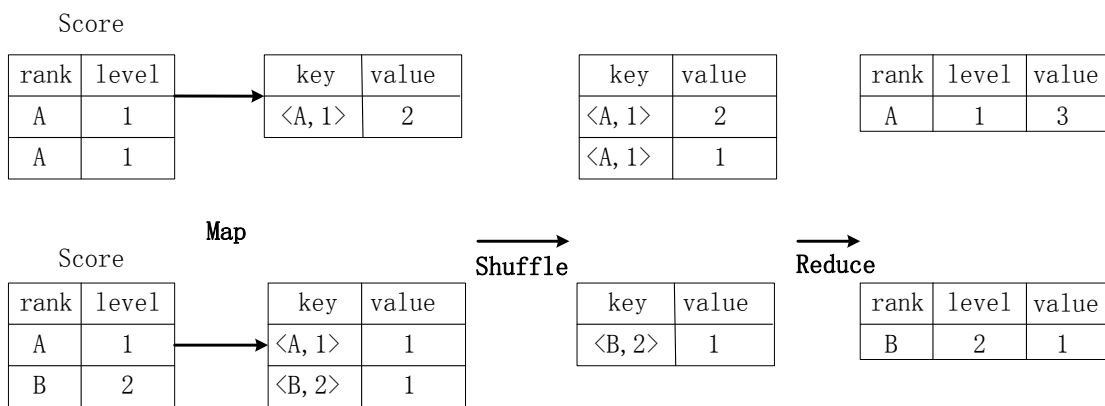 Score
rank level key value key value rank level value
A 1 <A, 1> 2 <A, 1> 2 A 1 3
A 1 <A, 1> 1
Map
Shuffle Reduce
Score
rank level key value key value rank level value
A 1 <A, 1> 1 <B, 2> 1 B 2 1
B 2 <B, 2> 1